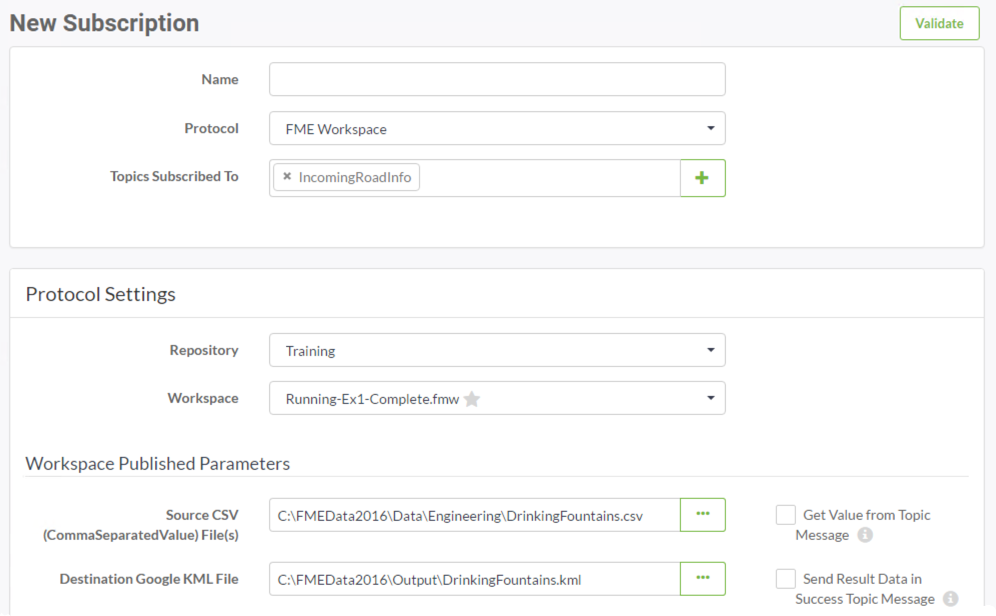 New Subscription
Validate
Name
Protocol
FME Workspace
Topics Subscribed To
× IncomingRoadInfo
+
Protocol Settings
Repository
Training
Workspace
Running-Ex1-Complete.fmw
Workspace Published Parameters
Source CSV
(CommaSeparatedValue) File(s)
C:\FMEData2016\Data\Engineering\DrinkingFountains.csv
...
Get Value from Topic
Message i
Destination Google KML File
C:\FMEData2016\Output\DrinkingFountains.kml
...
Send Result Data in
Success Topic Message i